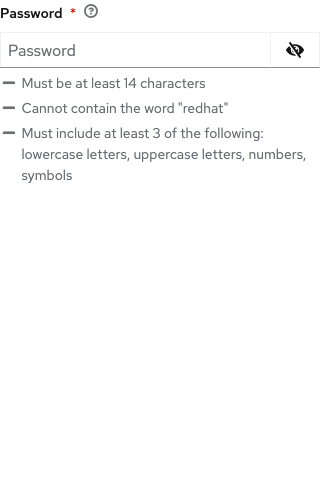 Password *
Password
Must be at least 14 characters
Cannot contain the word "redhat"
Must include at least 3 of the following:
lowercase letters, uppercase letters, numbers,
symbols